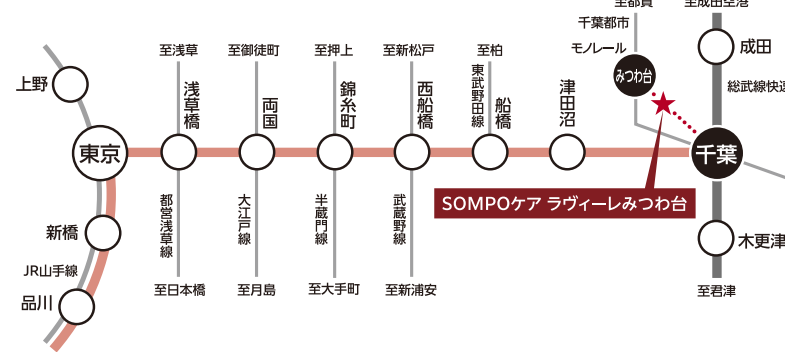 至都賀
至成田空港
千葉都市
モノレール
成田
みつわ台
総武線快速
至浅草
至御徒町
至押上
至新松戸
至柏
上野
浅草橋
両国
錦糸町
西船橋
東武野田線
船橋
津田沼
東京
千葉
SOMPOケア ラヴィーレみつわ台
都営浅草線
大江戸線
半蔵門線
武蔵野線
新橋
木更津
JR山手線
品川
至日本橋
至月島
至大手町
至新浦安
至君津